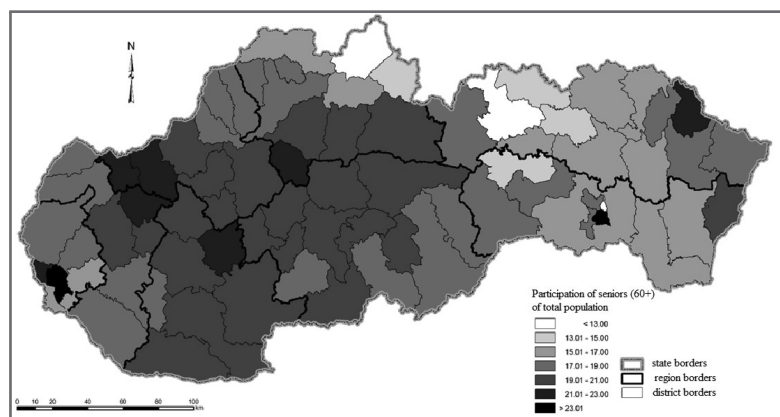 N
Participation of seniors (60+)
of total population
< 13.00
13.01 - 15.00
15.01 - 17.00
17.01 - 19.00
19.01 - 21.00
21.01 - 23.00
> 23.01
state borders
region borders
district borders
0 10 20 40 60 80 100
km